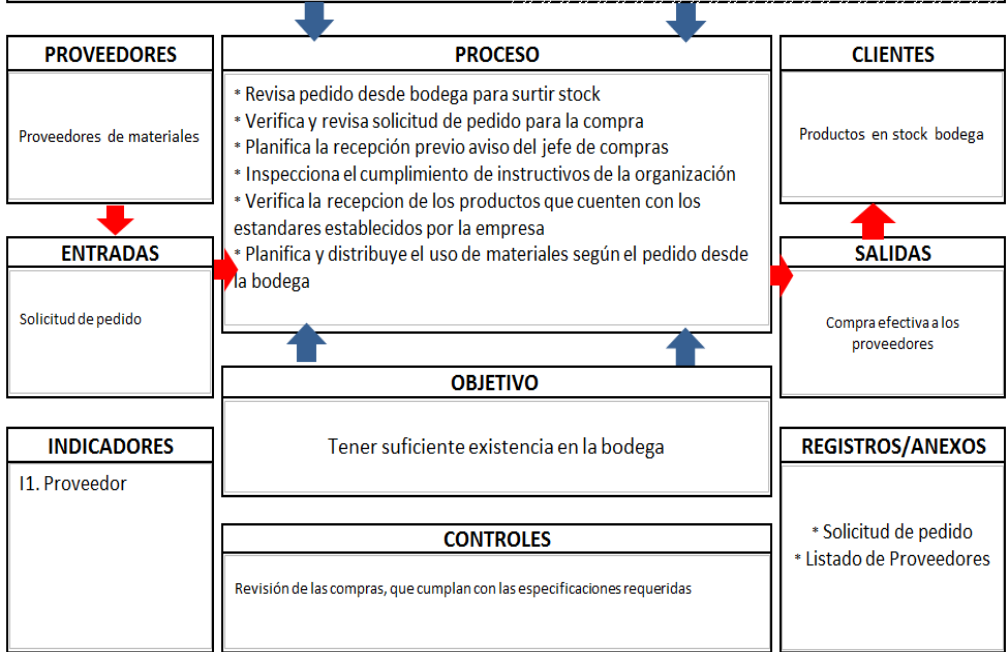 PROVEEDORES
Proveedores de materiales
ENTRADAS
Solicitud de pedido
INDICADORES
I1. Proveedor
PROCESO
* Revisa pedido desde bodega para surtir stock
* Verifica y revisa solicitud de pedido para la compra
* Planifica la recepción previo aviso del jefe de compras
* Inspecciona el cumplimiento de instructivos de la organización
* Verifica la recepcion de los productos que cuenten con los
estandares establecidos por la empresa
* Planifica y distribuye el uso de materiales según el pedido desde
la bodega
OBJETIVO
Tener suficiente existencia en la bodega
CONTROLES
Revisión de las compras, que cumplan con las especificaciones requeridas
CLIENTES
Productos en stock bodega
SALIDAS
Compra efectiva a los
proveedores
REGISTROS/ANEXOS
* Solicitud de pedido
* Listado de Proveedores